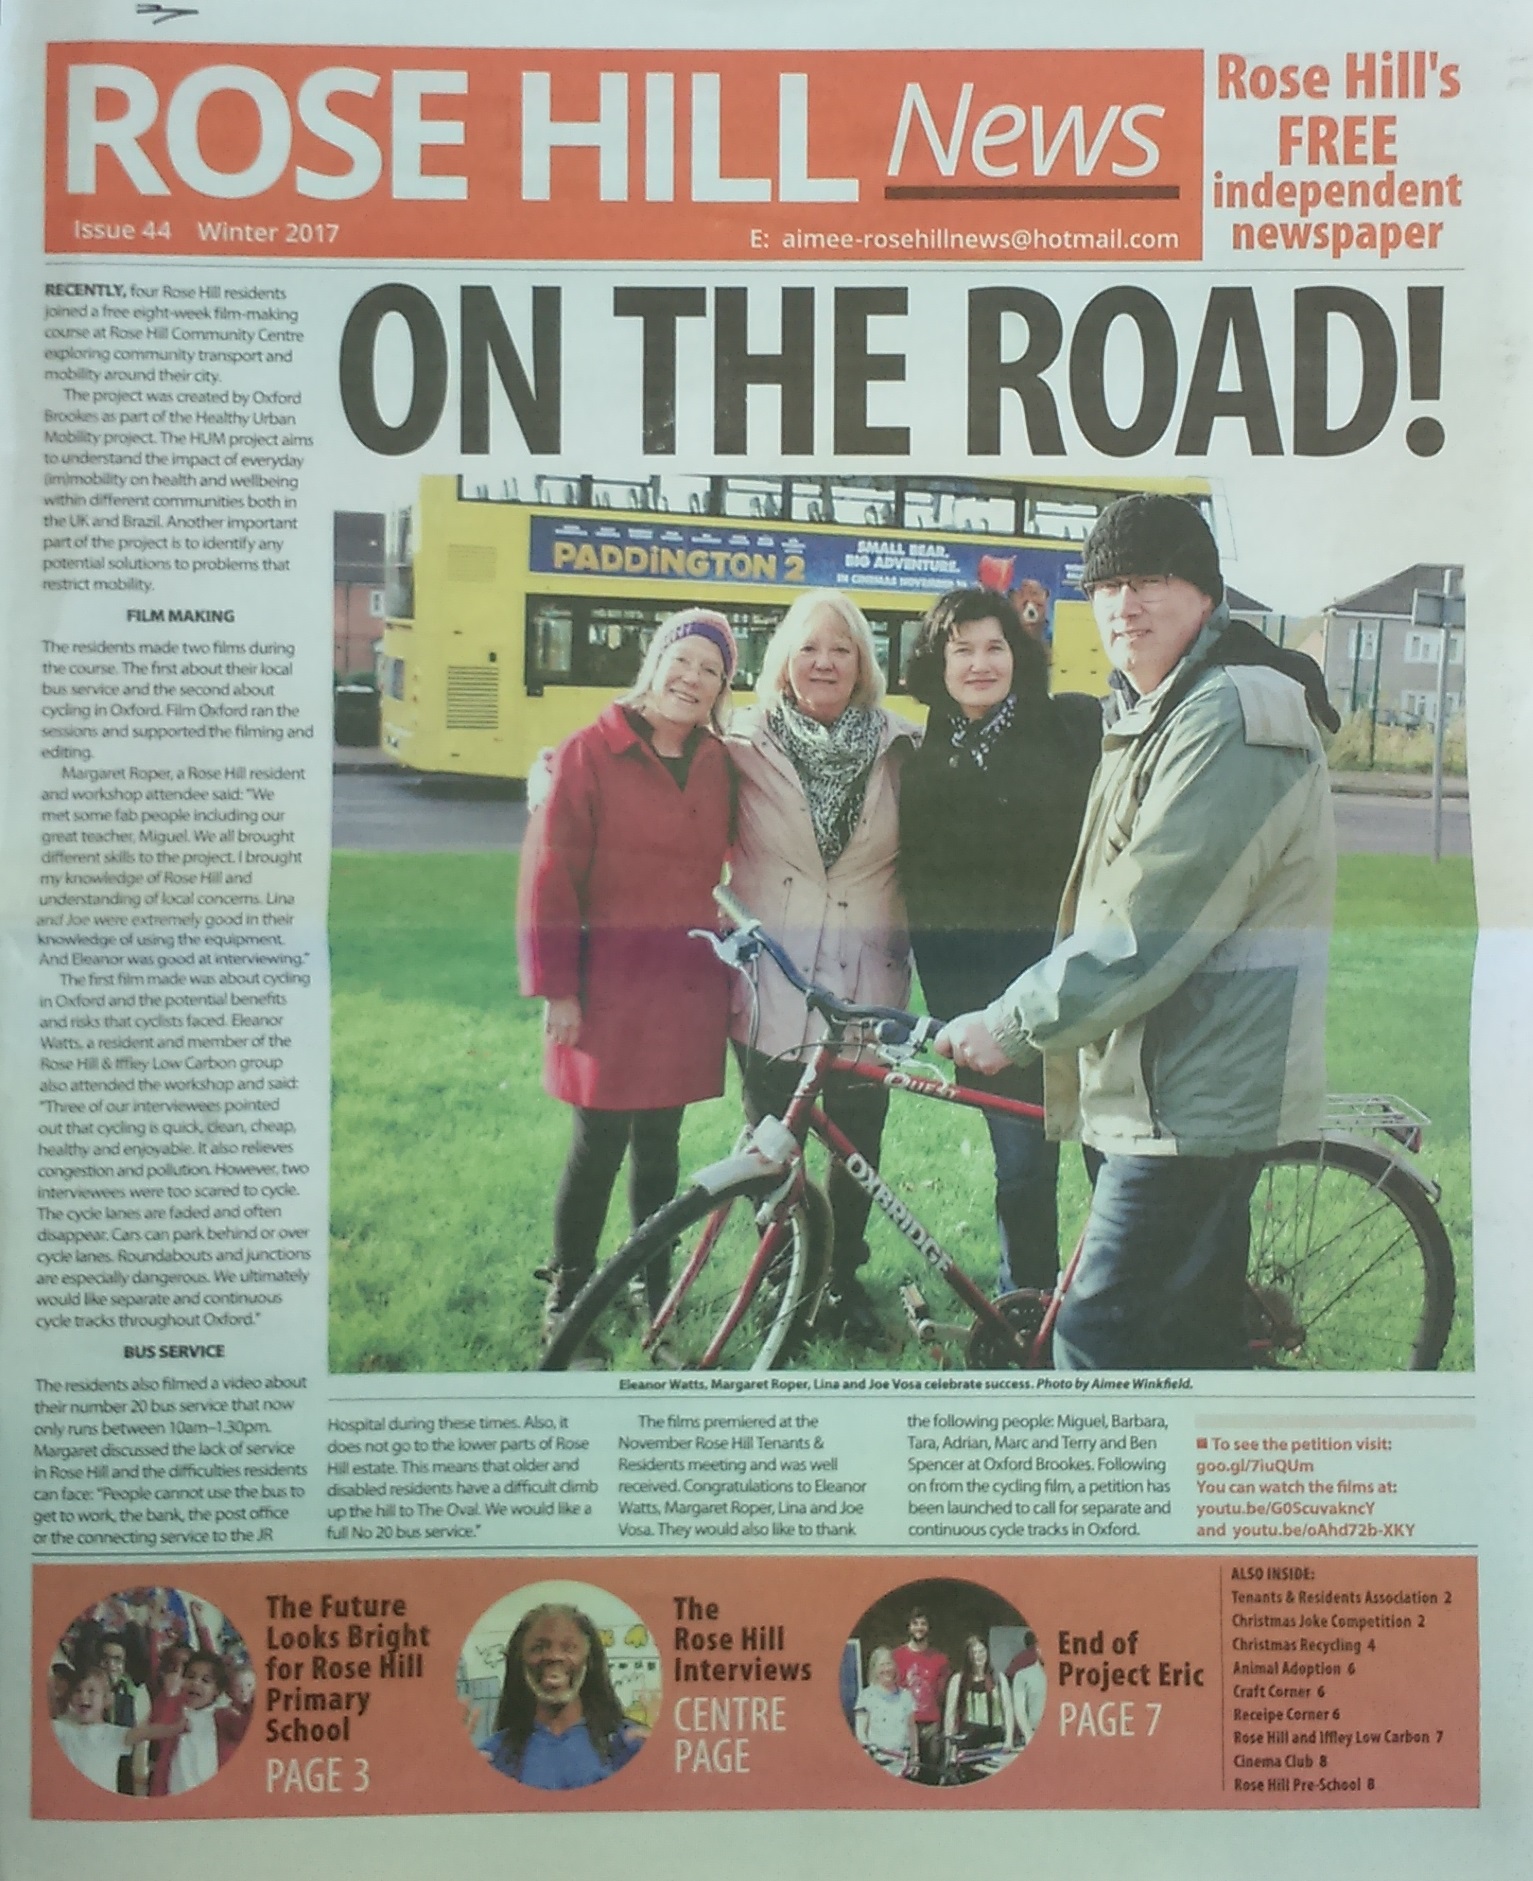 ROSE HILL News
Issue 44 Winter 2017
E: aimee-rosehillnews@hotmail.com
Rose Hill's
FREE
independent
newspaper
ON THE ROAD!
RECENTLY, four Rose Hill residents
joined a free eight-week film-making
course at Rose Hill Community Centre
exploring community transport and
mobility around their city.
The project was created by Oxford
Brookes as part of the Healthy Urban
Mobility project. The HUM project aims
to understand the impact of everyday
(im)mobility on health and wellbeing
within different communities both in
the UK and Brazil. Another important
part of the project is to identify any
potential solutions to problems that
restrict mobility.
FILM MAKING
The residents made two films during
the course. The first about their local
bus service and the second about
cycling in Oxford. Film Oxford ran the
sessions and supported the filming and
editing.
Margaret Roper, a Rose Hill resident
and workshop attendee said: "We
met some fab people including our
great teacher, Miguel. We all brought
different skills to the project. I brought
my knowledge of Rose Hill and
understanding of local concerns. Lina
and Joe were extremely good in their
knowledge of using the equipment.
And Eleanor was good at interviewing."
The first film made was about cycling
in Oxford and the potential benefits
and risks that cyclists faced. Eleanor
Watts, a resident and member of the
Rose Hill & Iffley Low Carbon group
also attended the workshop and said:
"Three of our interviewees pointed
out that cycling is quick, clean, cheap,
healthy and enjoyable. It also relieves
congestion and pollution. However, two
interviewees were too scared to cycle.
The cycle lanes are faded and often
disappear. Cars can park behind or over
cycle lanes. Roundabouts and junctions
are especially dangerous. We ultimately
would like separate and continuous
cycle tracks throughout Oxford."
BUS SERVICE
The residents also filmed a video about
their number 20 bus service that now
only runs between 10am–1.30pm.
Margaret discussed the lack of service
in Rose Hill and the difficulties residents
can face: "People cannot use the bus to
get to work, the bank, the post office
or the connecting service to the JR
PADDINGTON 2
SMALL BEAR.
BIG ADVENTURE.
IN CINEMAS NOVEMBER
QUEST
OXBRIDGE
Eleanor Watts, Margaret Roper, Lina and Joe Vosa celebrate success. Photo by Aimee Winkfield.
Hospital during these times. Also, it
does not go to the lower parts of Rose
Hill estate. This means that older and
disabled residents have a difficult climb
up the hill to The Oval. We would like a
full No 20 bus service."
The films premiered at the
November Rose Hill Tenants &
Residents meeting and was well
received. Congratulations to Eleanor
Watts, Margaret Roper, Lina and Joe
Vosa. They would also like to thank
the following people: Miguel, Barbara,
Tara, Adrian, Marc and Terry and Ben
Spencer at Oxford Brookes. Following
on from the cycling film, a petition has
been launched to call for separate and
continuous cycle tracks in Oxford.
■ To see the petition visit:
goo.gl/7iuQUm
You can watch the films at:
youtu.be/G0ScuvakncY
and youtu.be/oAhd72b-XKY
The Future
Looks Bright
for Rose Hill
Primary
School
PAGE 3
The
Rose Hill
Interviews
CENTRE
PAGE
End of
Project Eric
PAGE 7
ALSO INSIDE:
Tenants & Residents Association 2
Christmas Joke Competition 2
Christmas Recycling 4
Animal Adoption 6
Craft Corner 6
Receipe Corner 6
Rose Hill and Iffley Low Carbon 7
Cinema Club 8
Rose Hill Pre-School 8